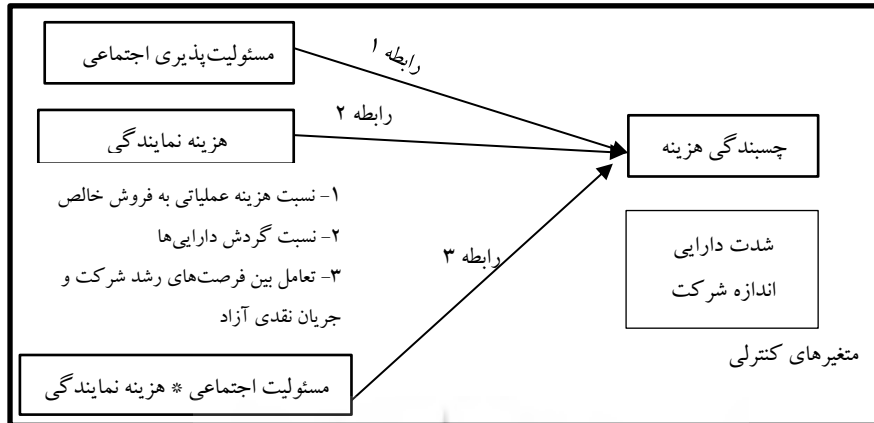 مسئولیت‌پذیری اجتماعی
رابطه ۱
هزینه نمایندگی
رابطه ۲
چسبندگی هزینه
۱- نسبت هزینه عملیاتی به فروش خالص
۲- نسبت گردش دارایی‌ها
۳- تعامل بین فرصت‌های رشد شرکت و
جریان نقدی آزاد
رابطه ۳
شدت دارایی
اندازه شرکت
متغیرهای کنترلی
مسئولیت اجتماعی * هزینه نمایندگی